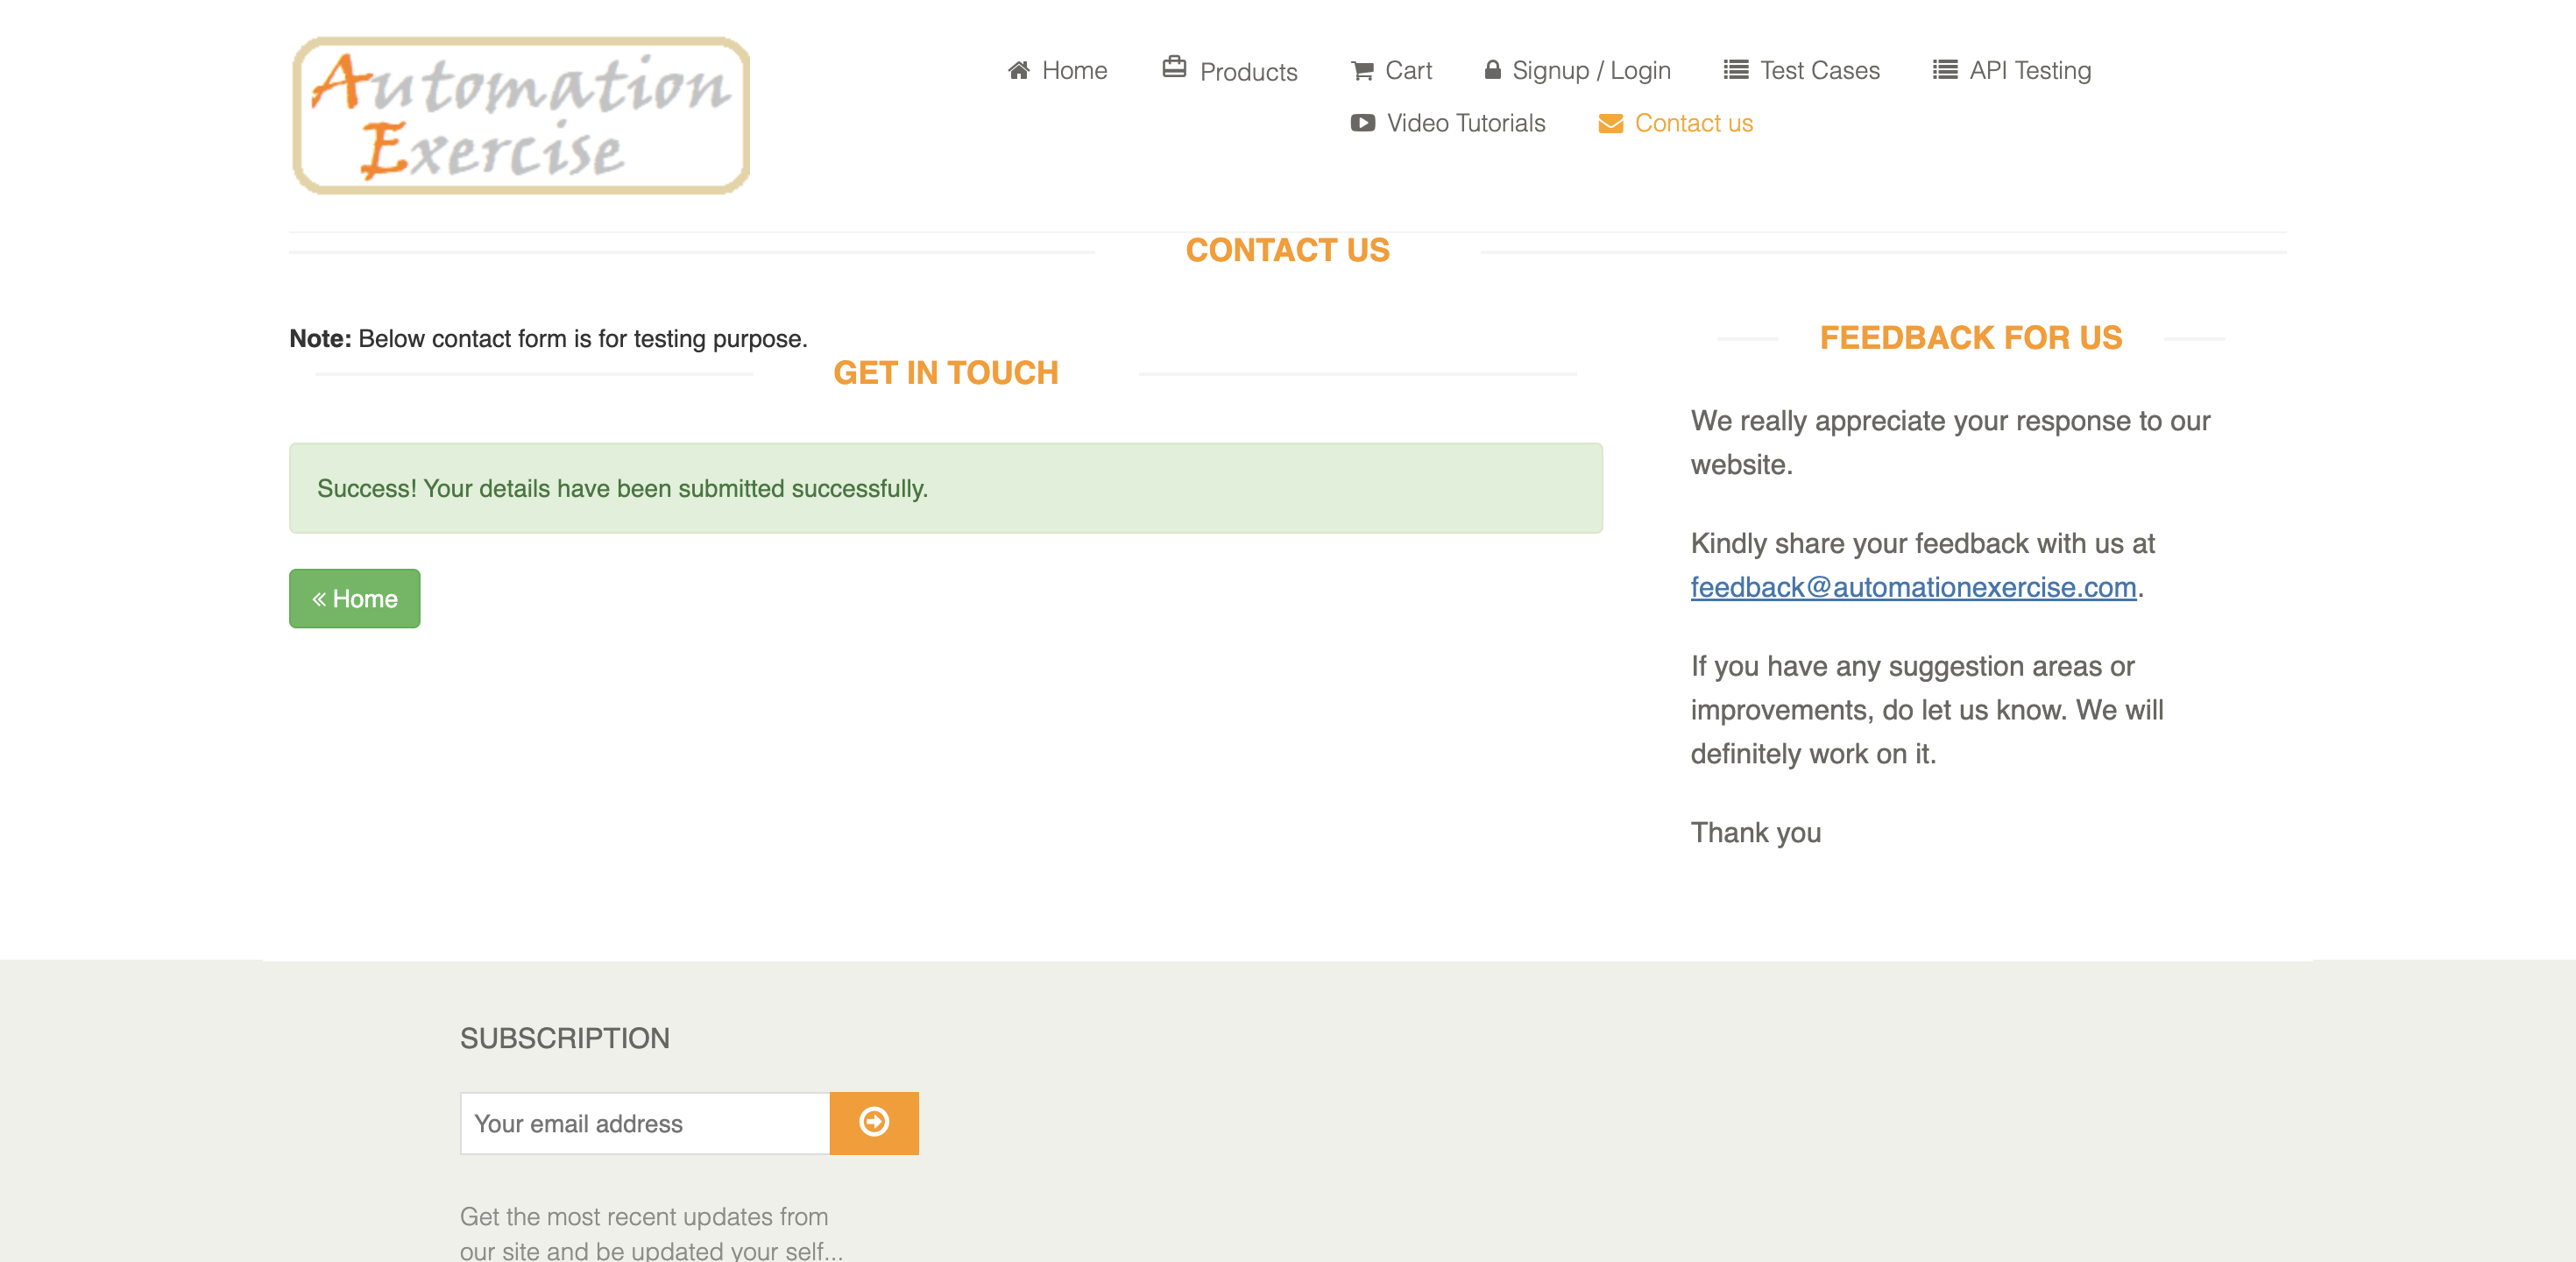 Automation
Exercise
Home
Products
Cart
Signup / Login
Test Cases
API Testing
Video Tutorials
Contact us
CONTACT US
Note: Below contact form is for testing purpose.
GET IN TOUCH
Success! Your details have been submitted successfully.
« Home
FEEDBACK FOR US
We really appreciate your response to our
website.
Kindly share your feedback with us at
feedback@automationexercise.com.
If you have any suggestion areas or
improvements, do let us know. We will
definitely work on it.
Thank you
SUBSCRIPTION
Your email address
Get the most recent updates from
our site and be updated your self...